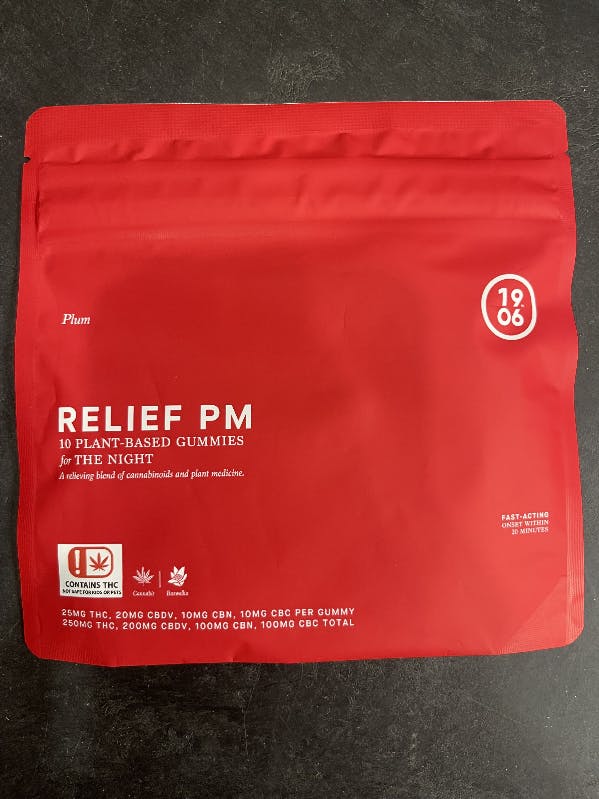 Plum
19
06
RELIEF PM
10 PLANT-BASED GUMMIES
for THE NIGHT
A relieving blend of cannabinoids and plant medicine.
FAST-ACTING
ONSET WITHIN
20 MINUTES
!
CONTAINS THC
NOT SAFE FOR KIDS OR PETS
Cannabis
Boswellia
25MG THC, 20MG CBDV, 10MG CBN, 10MG CBC PER GUMMY
250MG THC, 200MG CBDV, 100MG CBN, 100MG CBC TOTAL